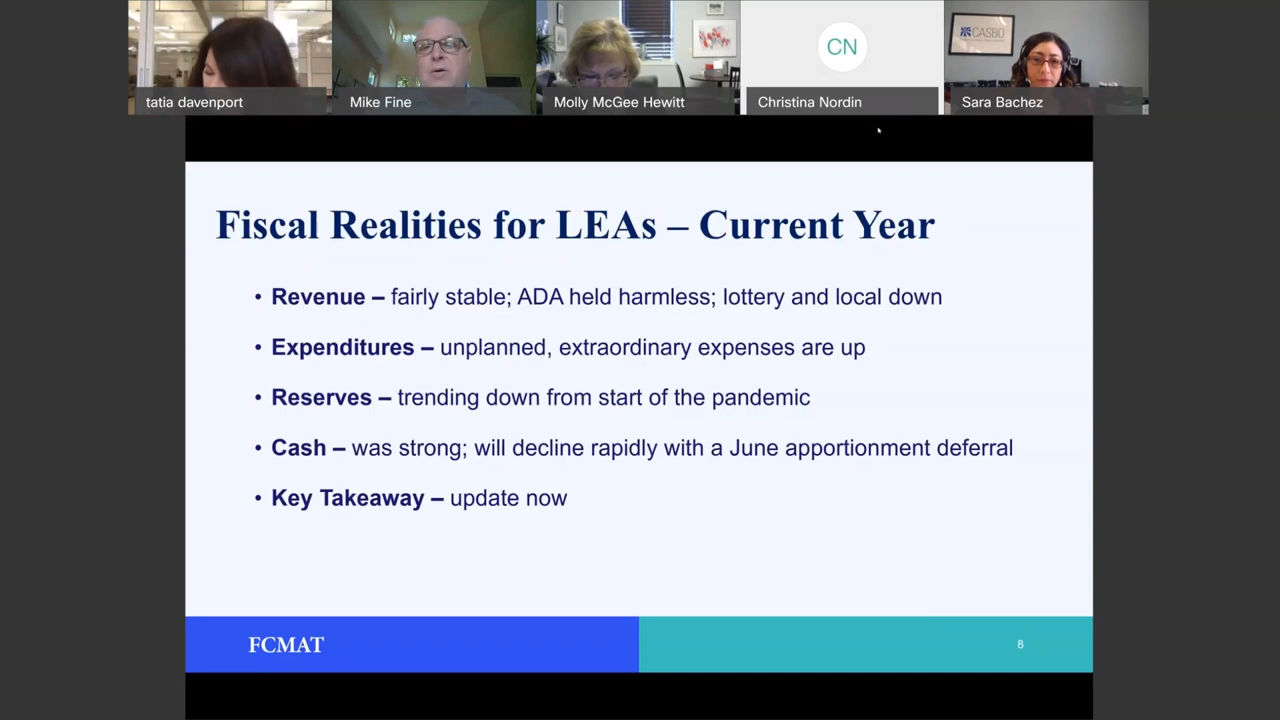 tatia davenport
Mike Fine
Molly McGee Hewitt
CN
Christina Nordin
CASBO
Sara Bachez
Fiscal Realities for LEAs – Current Year
• Revenue – fairly stable; ADA held harmless; lottery and local down
• Expenditures – unplanned, extraordinary expenses are up
• Reserves – trending down from start of the pandemic
• Cash – was strong; will decline rapidly with a June apportionment deferral
• Key Takeaway – update now
FCMAT
8